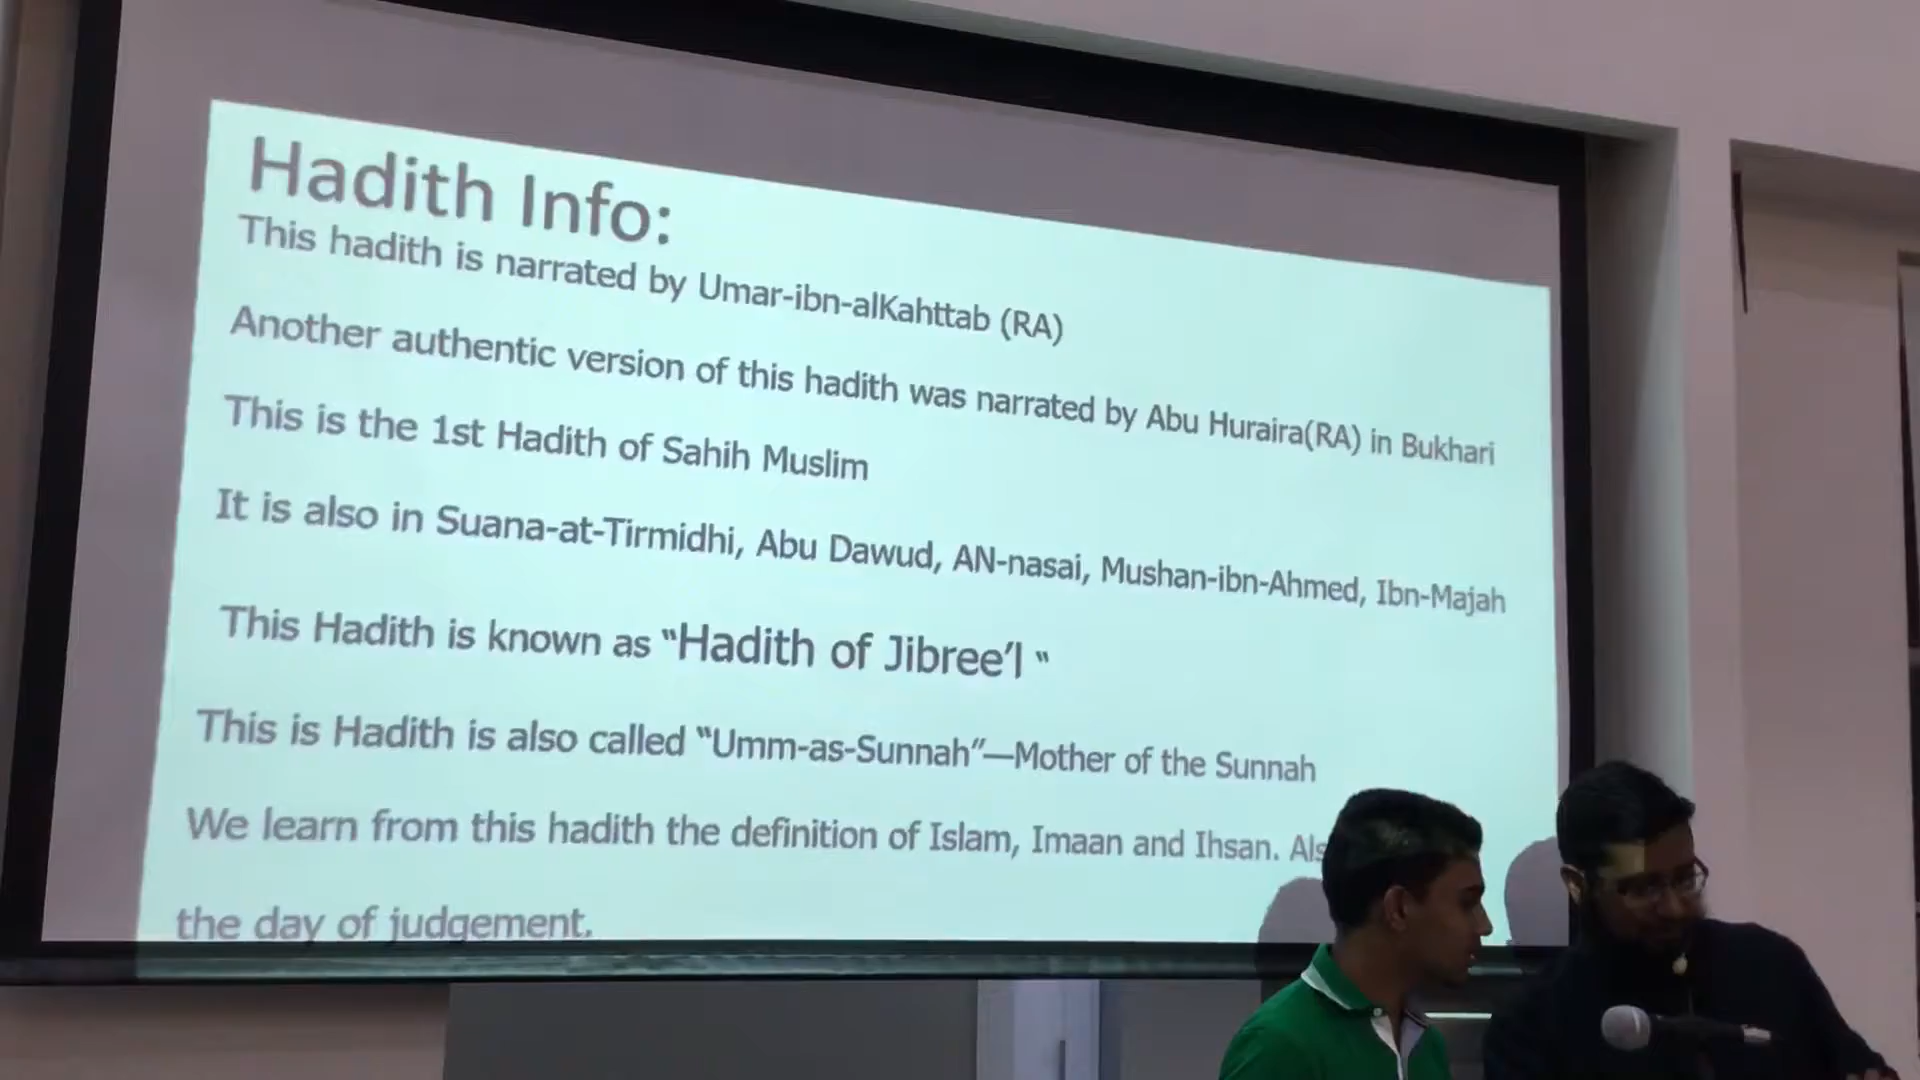 Hadith Info:
This hadith is narrated by Umar-ibn-alKahttab (RA)
Another authentic version of this hadith was narrated by Abu Huraira(RA) in Bukhari
This is the 1st Hadith of Sahih Muslim
It is also in Suana-at-Tirmidhi, Abu Dawud, AN-nasai, Mushan-ibn-Ahmed, Ibn-Majah
This Hadith is known as "Hadith of Jibree'l "
This is Hadith is also called "Umm-as-Sunnah"—Mother of the Sunnah
We learn from this hadith the definition of Islam, Imaan and Ihsan.
the day of judgement.